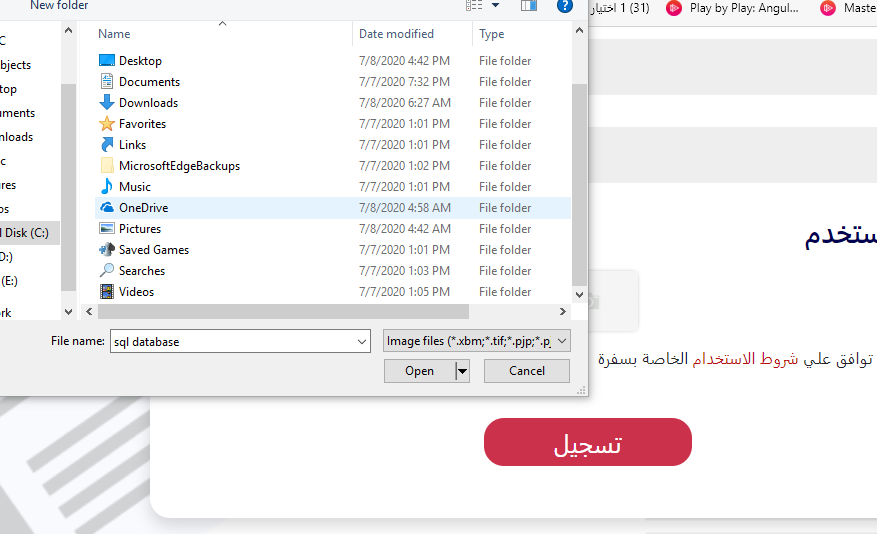 New folder
(31) 1 اختيار
Play by Play: Angul...
Maste
Name Date modified Type
Desktop 7/8/2020 4:42 PM File folder
Documents 7/7/2020 7:32 PM File folder
Downloads 7/8/2020 6:27 AM File folder
Favorites 7/7/2020 1:01 PM File folder
Links 7/7/2020 1:01 PM File folder
MicrosoftEdgeBackups 7/7/2020 1:02 PM File folder
Music 7/7/2020 1:01 PM File folder
OneDrive 7/8/2020 4:58 AM File folder
Pictures 7/8/2020 4:42 AM File folder
Saved Games 7/7/2020 1:01 PM File folder
Searches 7/7/2020 1:03 PM File folder
Videos 7/7/2020 1:05 PM File folder
C
bjects
top
uments
nloads
c
res
os
l Disk (C:)
D:)
(E:)
rk
File name: sql database
Image files (*.xbm;*.tif;*.pjp;*.pj
Open
Cancel
ستخدم
توافق علي شروط الاستخدام الخاصة بسفرة
تسجيل